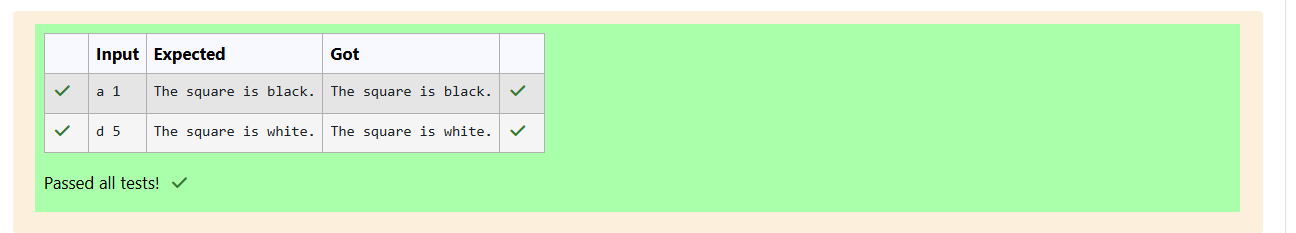 Input Expected Got
a 1 The square is black. The square is black.
d 5 The square is white. The square is white.
Passed all tests!